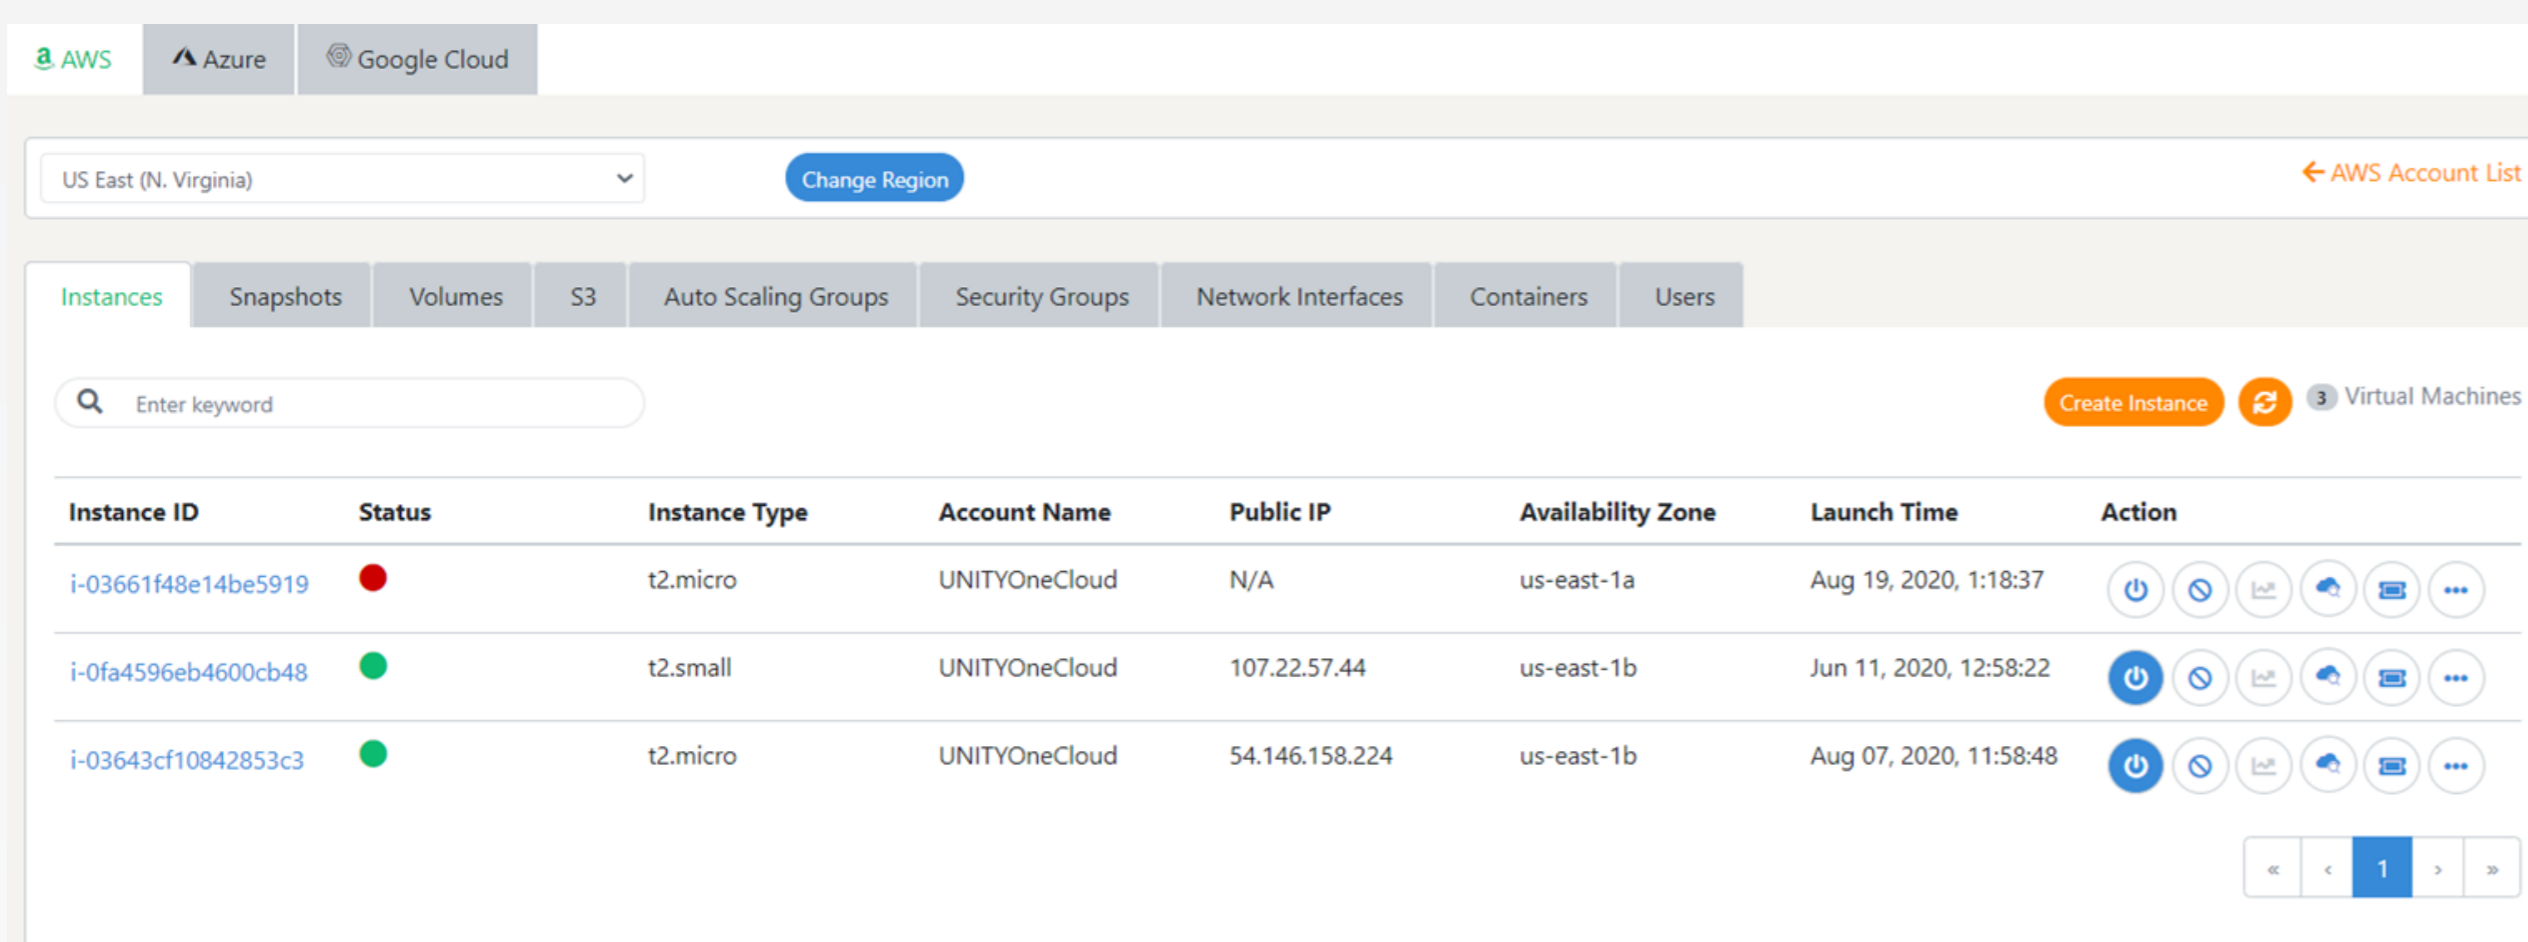 AWS Azure Google Cloud
US East (N. Virginia) Change Region AWS Account List
Instances Snapshots Volumes S3 Auto Scaling Groups Security Groups Network Interfaces Containers Users
Enter keyword Create Instance 3 Virtual Machines
Instance ID Status Instance Type Account Name Public IP Availability Zone Launch Time Action
i-03661f48e14be5919 t2.micro UNITYOneCloud N/A us-east-1a Aug 19, 2020, 1:18:37
i-0fa4596eb4600cb48 t2.small UNITYOneCloud 107.22.57.44 us-east-1b Jun 11, 2020, 12:58:22
i-03643cf10842853c3 t2.micro UNITYOneCloud 54.146.158.224 us-east-1b Aug 07, 2020, 11:58:48
« ‹ 1 › »